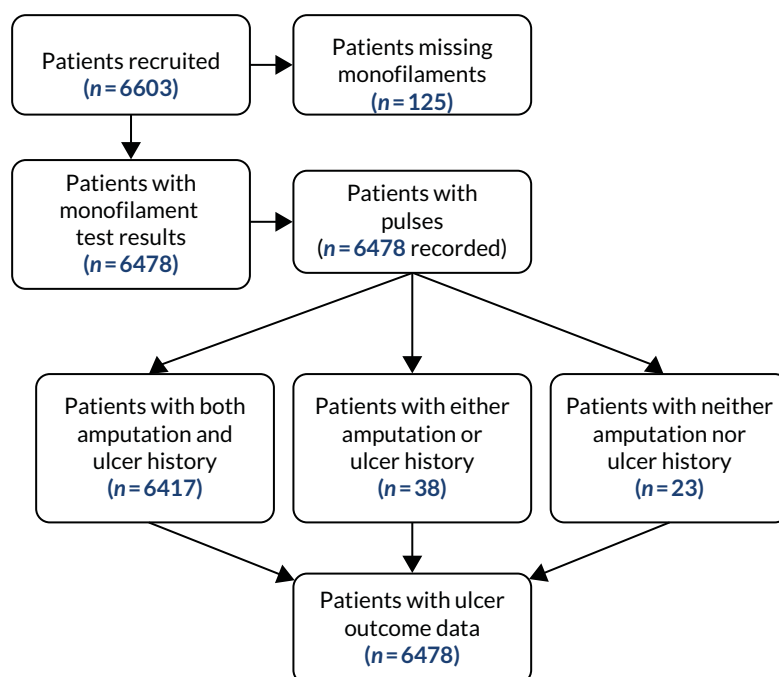 Patients recruited
(n=6603)
Patients missing
monofilaments
(n=125)
Patients with
monofilament
test results
(n=6478)
Patients with
pulses
(n=6478 recorded)
Patients with both
amputation and
ulcer history
(n=6417)
Patients with either
amputation or
ulcer history
(n=38)
Patients with neither
amputation nor
ulcer history
(n=23)
Patients with ulcer
outcome data
(n=6478)